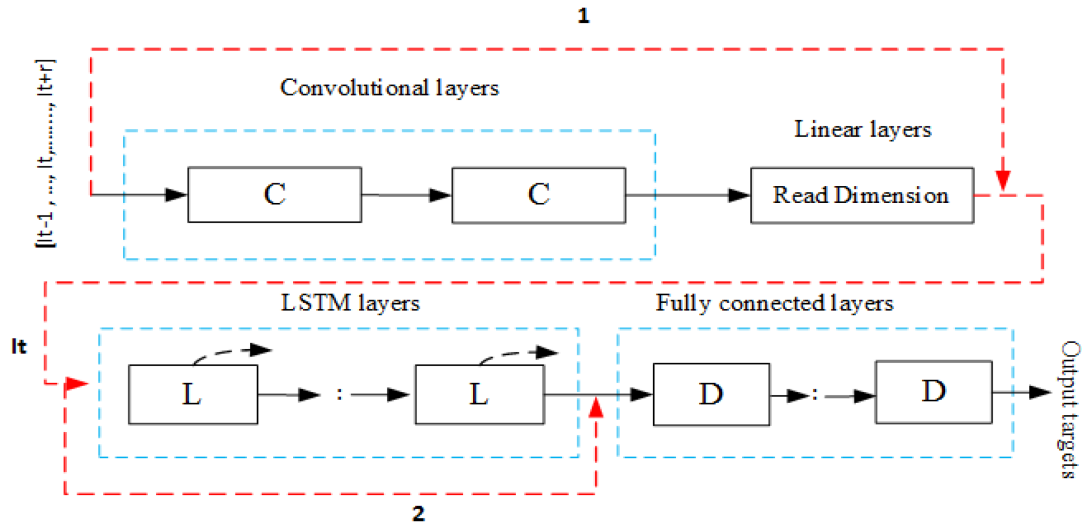 1
[It-1 , ..., It,........., It+r]
Convolutional layers
Linear layers
C
C
Read Dimension
LSTM layers
Fully connected layers
It
L
:
L
D
:
D
Output targets
2